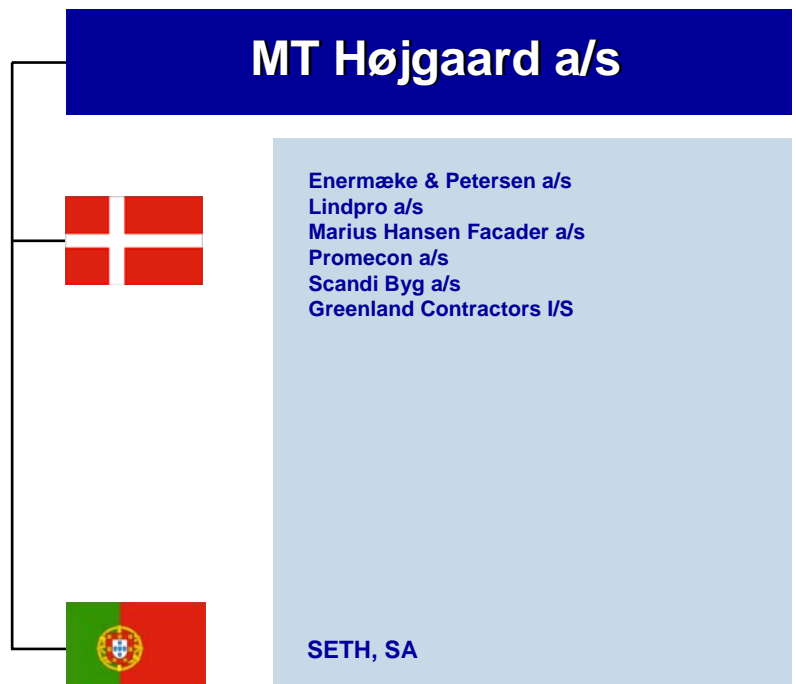 MT Højgaard a/s
Enermæke & Petersen a/s
Lindpro a/s
Marius Hansen Facader a/s
Promecon a/s
Scandi Byg a/s
Greenland Contractors I/S
SETH, SA